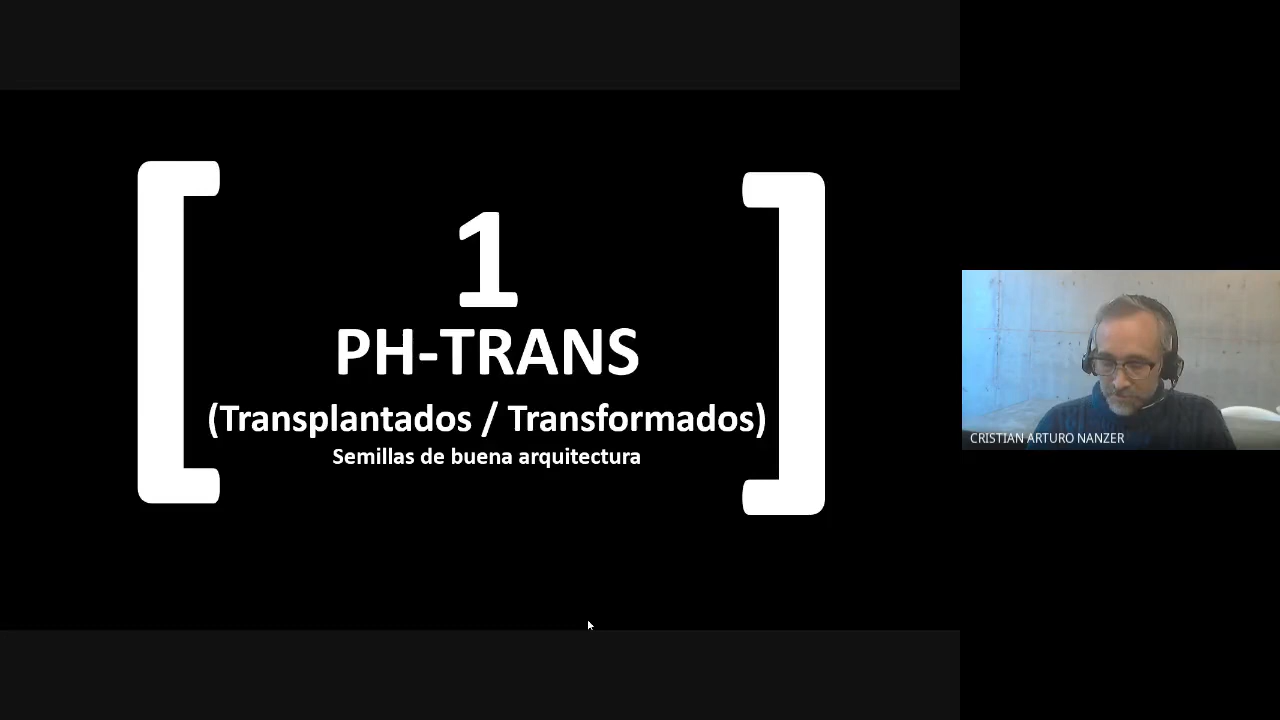 1
PH-TRANS
(Transplantados / Transformados)
Semillas de buena arquitectura
CRISTIAN ARTURO NANZER